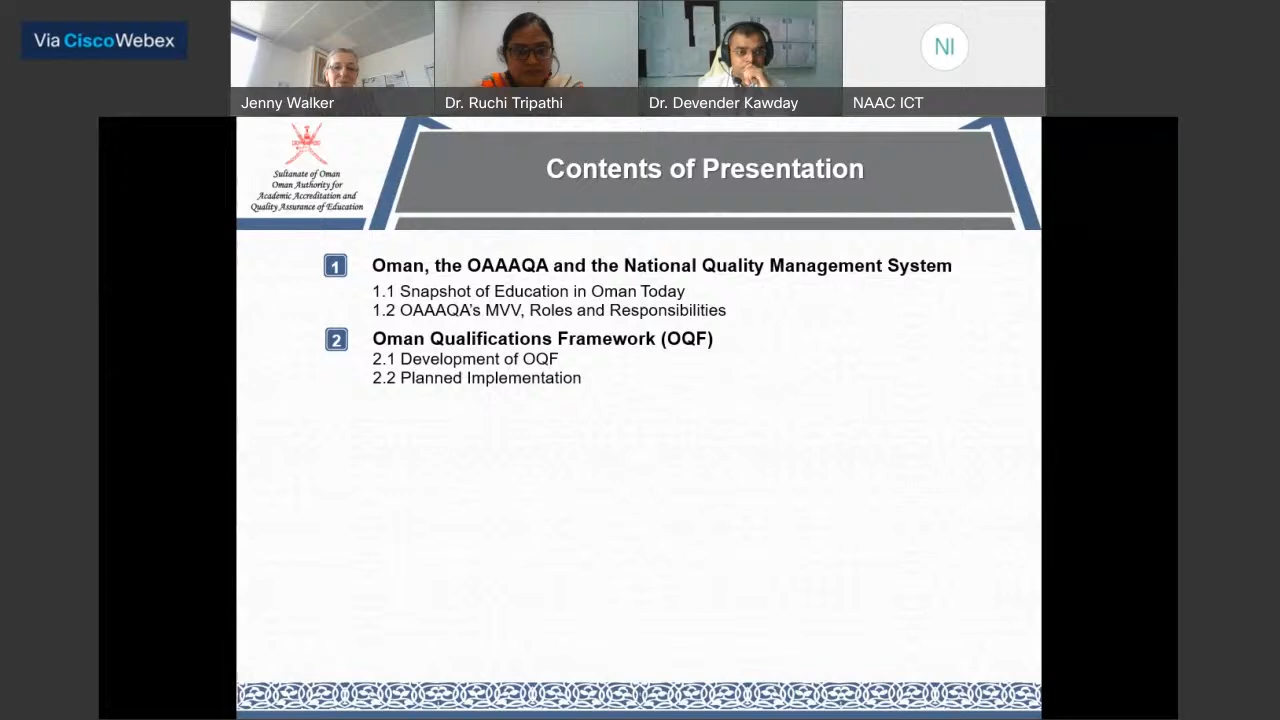 Via CiscoWebex
Jenny Walker
Dr. Ruchi Tripathi
Dr. Devender Kawday
NI
NAAC ICT
Sultanate of Oman
Oman Authority for
Academic Accreditation and
Quality Assurance of Education
Contents of Presentation
1 Oman, the OAAAQA and the National Quality Management System
1.1 Snapshot of Education in Oman Today
1.2 OAAAQA's MVV, Roles and Responsibilities
2 Oman Qualifications Framework (OQF)
2.1 Development of OQF
2.2 Planned Implementation